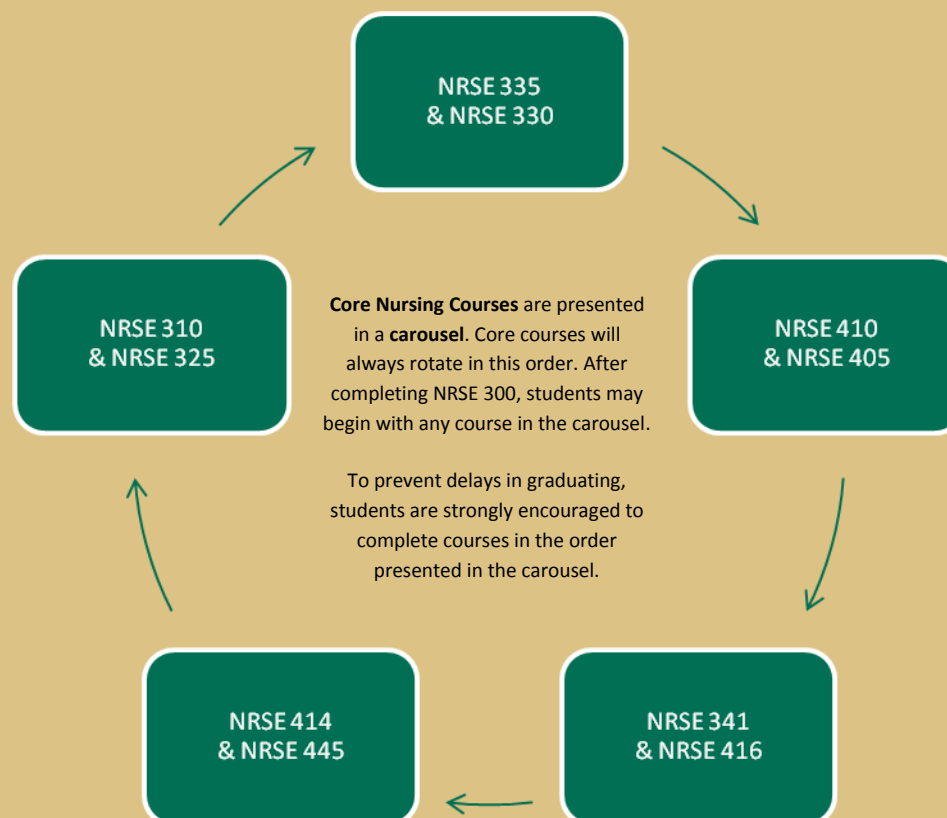 NRSE 335
& NRSE 330
NRSE 310
& NRSE 325
Core Nursing Courses are presented
in a carousel. Core courses will
always rotate in this order. After
completing NRSE 300, students may
begin with any course in the carousel.
To prevent delays in graduating,
students are strongly encouraged to
complete courses in the order
presented in the carousel.
NRSE 410
& NRSE 405
NRSE 414
& NRSE 445
NRSE 341
& NRSE 416